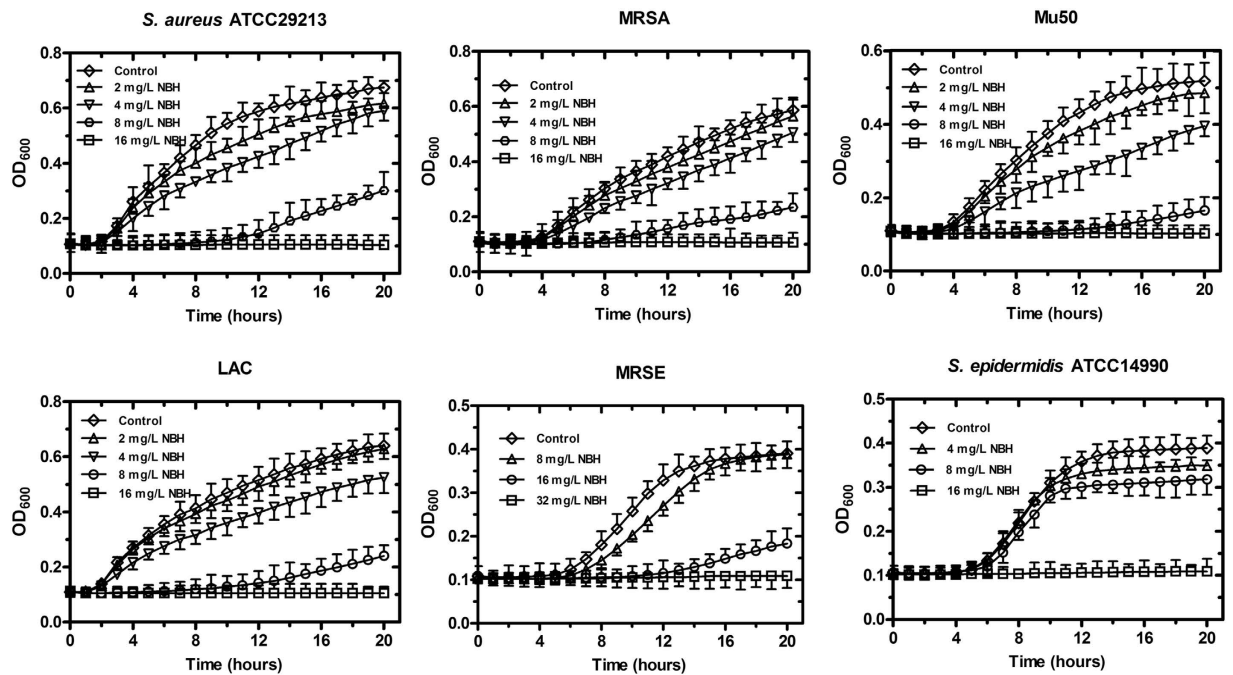 S. aureus ATCC29213
OD600
0.8
0.6
0.4
0.2
0.0
Control
2 mg/L NBH
4 mg/L NBH
8 mg/L NBH
16 mg/L NBH
0 4 8 12 16 20
Time (hours)
MRSA
OD600
0.8
0.6
0.4
0.2
0.0
Control
2 mg/L NBH
4 mg/L NBH
8 mg/L NBH
16 mg/L NBH
0 4 8 12 16 20
Time (hours)
Mu50
OD600
0.6
0.4
0.2
0.0
Control
2 mg/L NBH
4 mg/L NBH
8 mg/L NBH
16 mg/L NBH
0 4 8 12 16 20
Time (hours)
LAC
OD600
0.8
0.6
0.4
0.2
0.0
Control
2 mg/L NBH
4 mg/L NBH
8 mg/L NBH
16 mg/L NBH
0 4 8 12 16 20
Time (hours)
MRSE
OD600
0.5
0.4
0.3
0.2
0.1
0.0
Control
8 mg/L NBH
16 mg/L NBH
32 mg/L NBH
0 4 8 12 16 20
Time (hours)
S. epidermidis ATCC14990
OD600
0.5
0.4
0.3
0.2
0.1
0.0
Control
4 mg/L NBH
8 mg/L NBH
16 mg/L NBH
0 4 8 12 16 20
Time (hours)